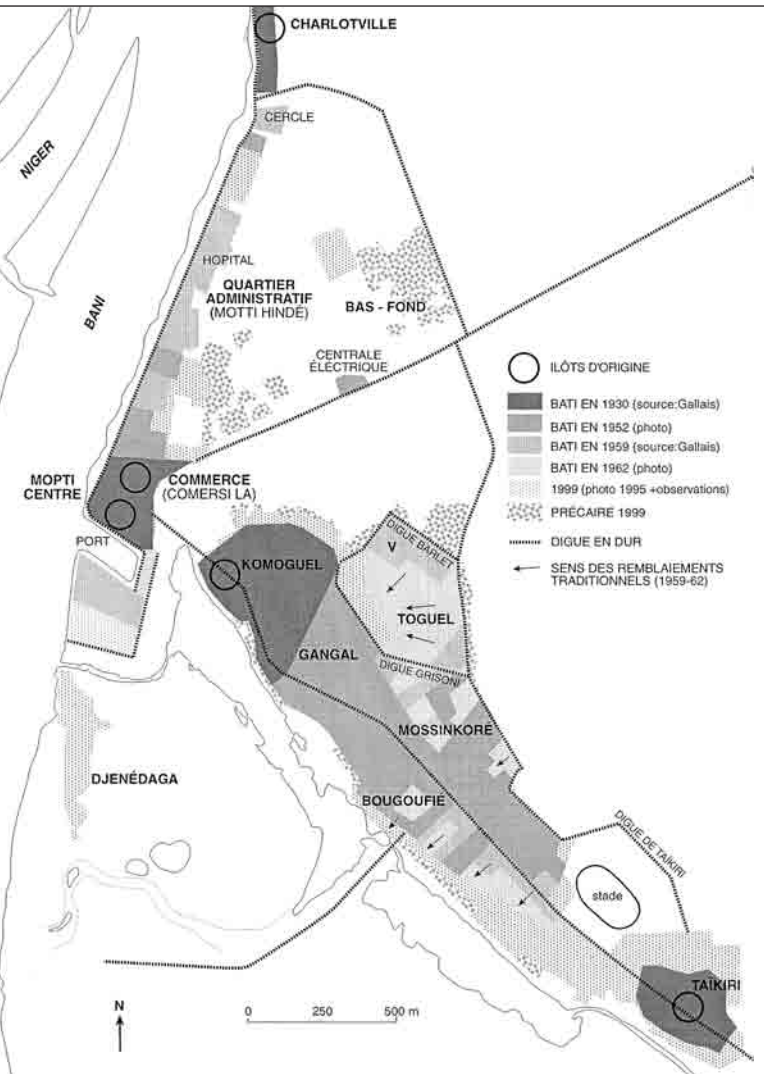 CHARLOTVILLE
CERCLE
NIGER
HOPITAL
QUARTIER
ADMINISTRATIF
(MOTTI HINDÉ)
BAS - FOND
BANI
CENTRALE
ÉLÉCTRIQUE
ILÔTS D'ORIGINE
BATI EN 1930 (source:Gallais)
BATI EN 1952 (photo)
BATI EN 1959 (source:Gallais)
BATI EN 1962 (photo)
1999 (photo 1995 +observations)
PRÉCAIRE 1999
DIGUE EN DUR
SENS DES REMBLAIEMENTS
TRADITIONNELS (1959-62)
MOPTI
CENTRE
COMMERCE
(COMERSI LA)
PORT
KOMOGUEL
DIGUE BARLET
V
TOGUEL
GANGAL
DIGUE GRISONI
MOSSINKORÉ
DJENÉDAGA
BOUGOUFIÉ
DIGUE DE TAÏKIRI
stade
TAÏKIRI
N
0 250 500 m